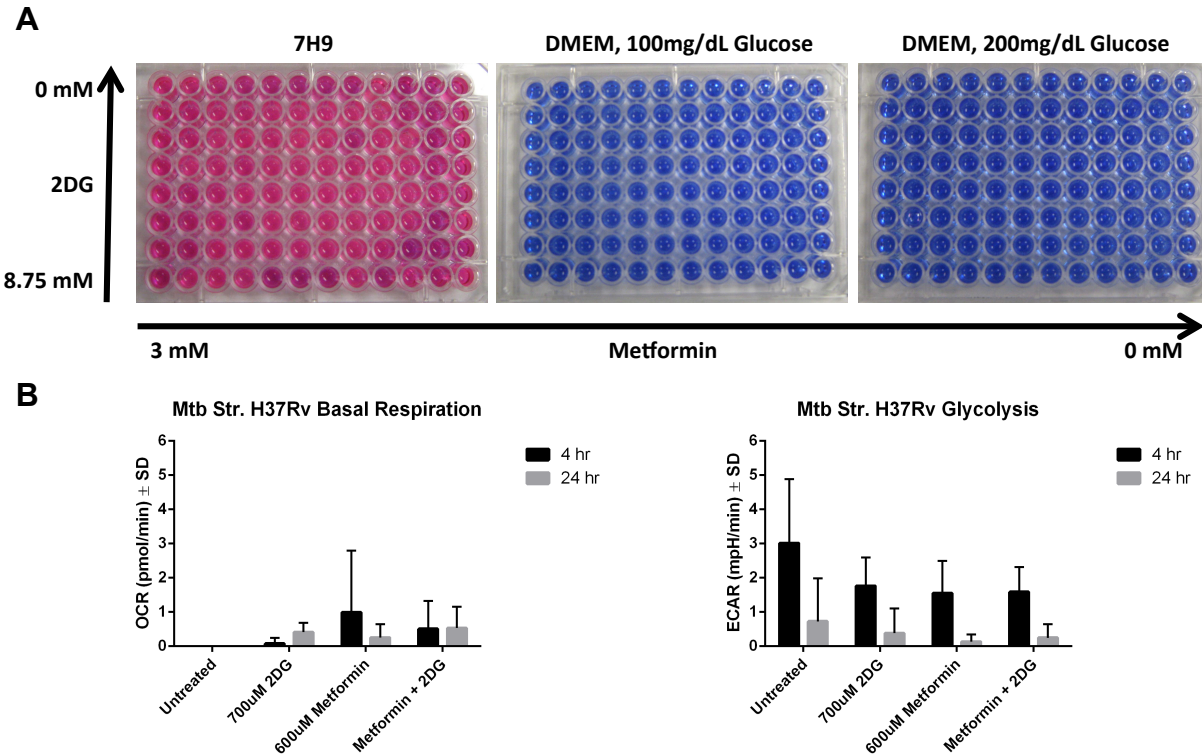 A
7H9
DMEM, 100mg/dL Glucose
DMEM, 200mg/dL Glucose
0 mM
2DG
8.75 mM
3 mM
Metformin
0 mM
B
Mtb Str. H37Rv Basal Respiration
OCR (pmol/min) ± SD
6
5
4
3
2
1
0
Untreated
700uM 2DG
600uM Metformin
Metformin + 2DG
4 hr
24 hr
Mtb Str. H37Rv Glycolysis
ECAR (mpH/min) ± SD
6
5
4
3
2
1
0
Untreated
700uM 2DG
600uM Metformin
Metformin + 2DG
4 hr
24 hr